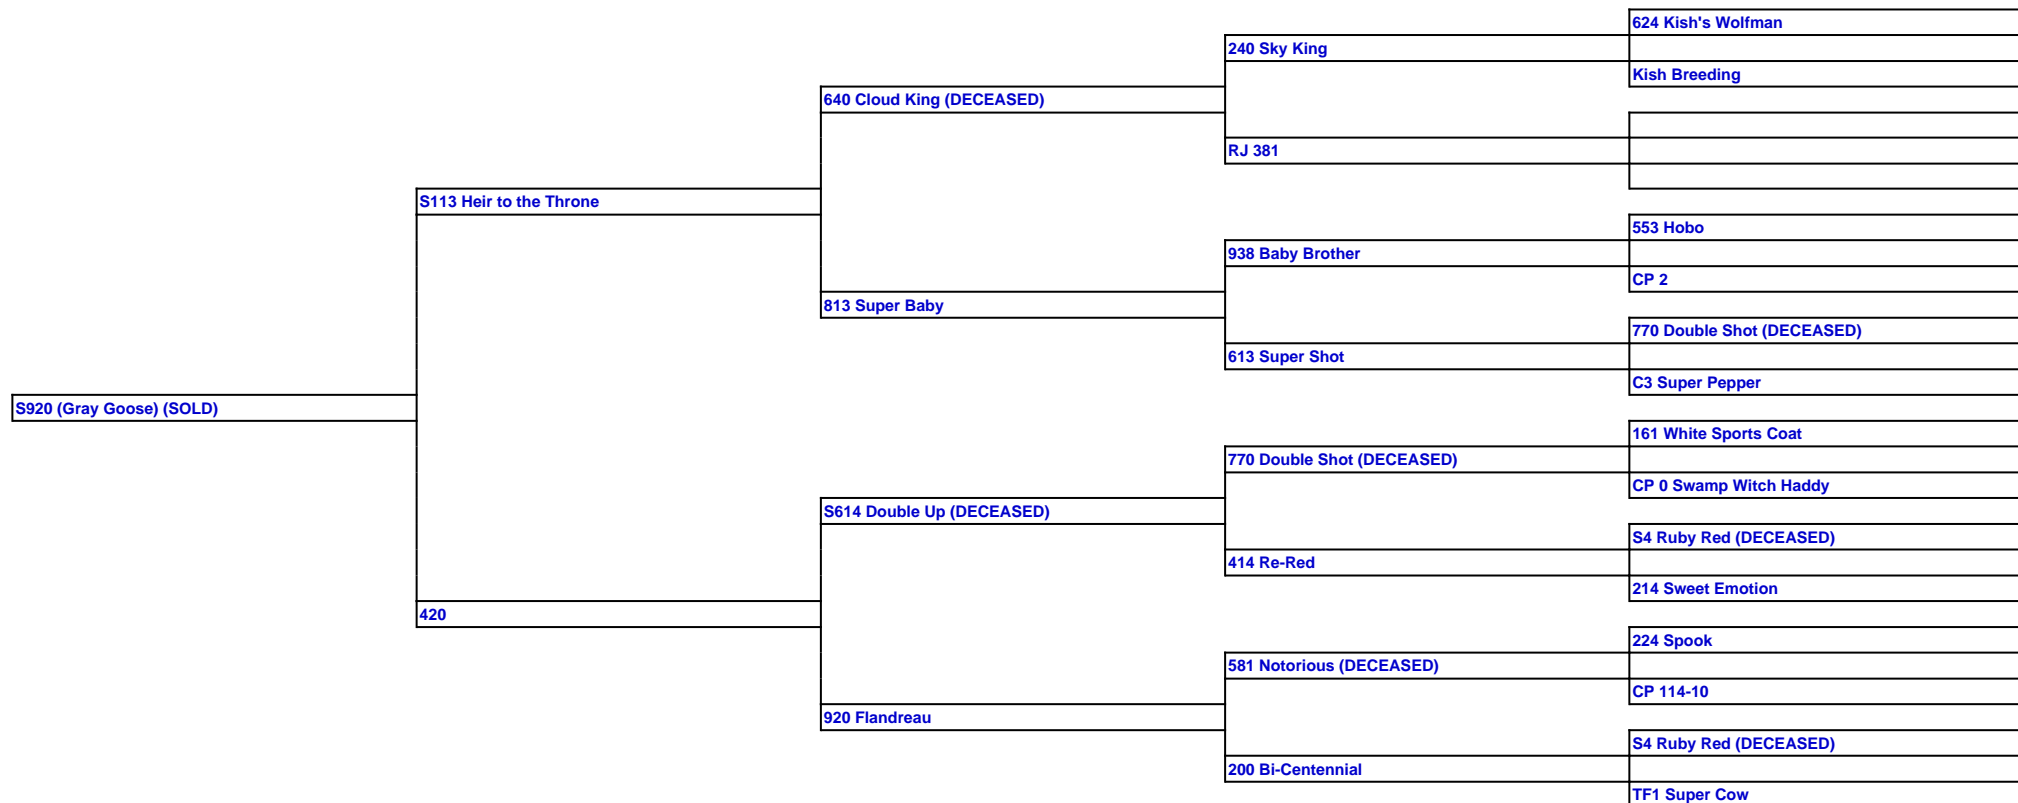 624 Kish's Wolfman
240 Sky King
Kish Breeding
640 Cloud King (DECEASED)
RJ 381
S113 Heir to the Throne
553 Hobo
938 Baby Brother
CP 2
813 Super Baby
770 Double Shot (DECEASED)
613 Super Shot
C3 Super Pepper
S920 (Gray Goose) (SOLD)
161 White Sports Coat
770 Double Shot (DECEASED)
CP 0 Swamp Witch Haddy
S614 Double Up (DECEASED)
S4 Ruby Red (DECEASED)
414 Re-Red
214 Sweet Emotion
420
224 Spook
581 Notorious (DECEASED)
CP 114-10
920 Flandreau
S4 Ruby Red (DECEASED)
200 Bi-Centennial
TF1 Super Cow